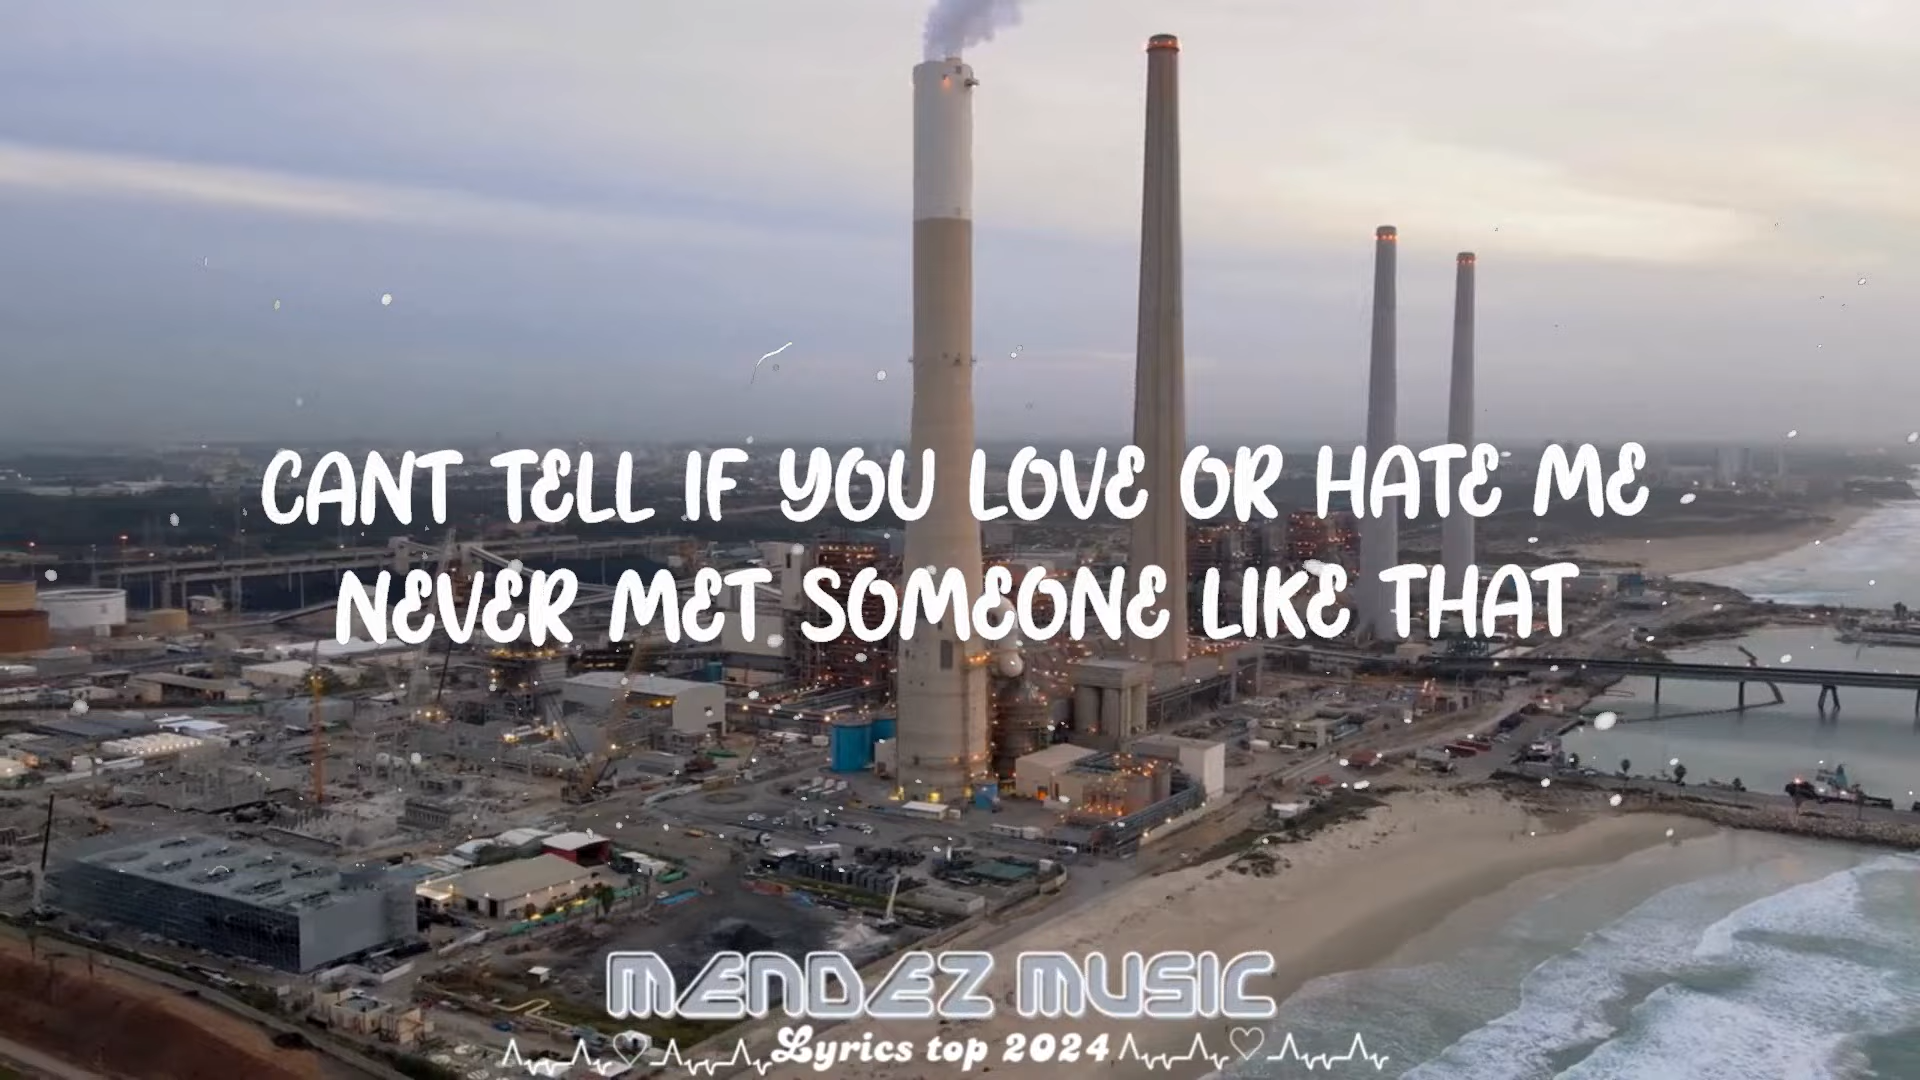 CANT TELL IF YOU LOVE OR HATE ME
NEVER MET SOMEONE LIKE THAT
MENDEZ MUSIC
Lyrics top 2024